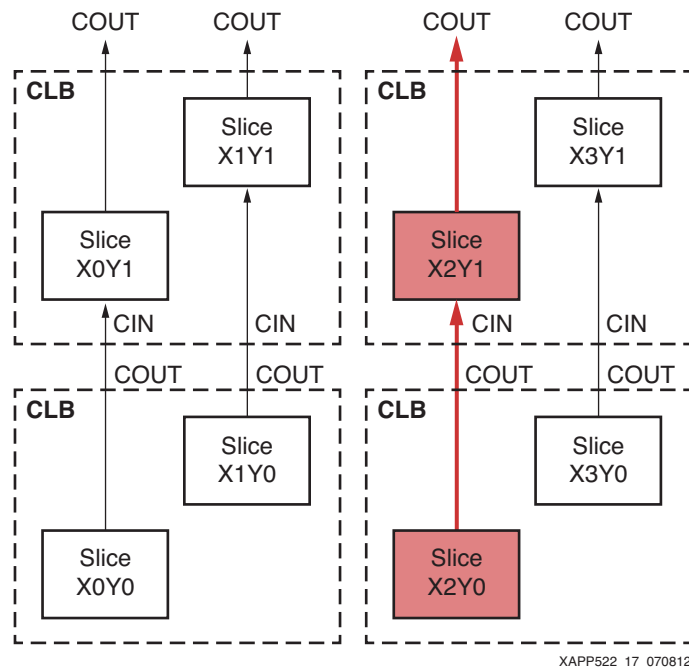 COUT COUT COUT COUT
CLB
Slice
X1Y1
Slice
X0Y1
CIN CIN
CLB
Slice
X3Y1
Slice
X2Y1
CIN CIN
COUT COUT COUT COUT
CLB
Slice
X1Y0
Slice
X0Y0
CLB
Slice
X3Y0
Slice
X2Y0
XAPP522_17_070812